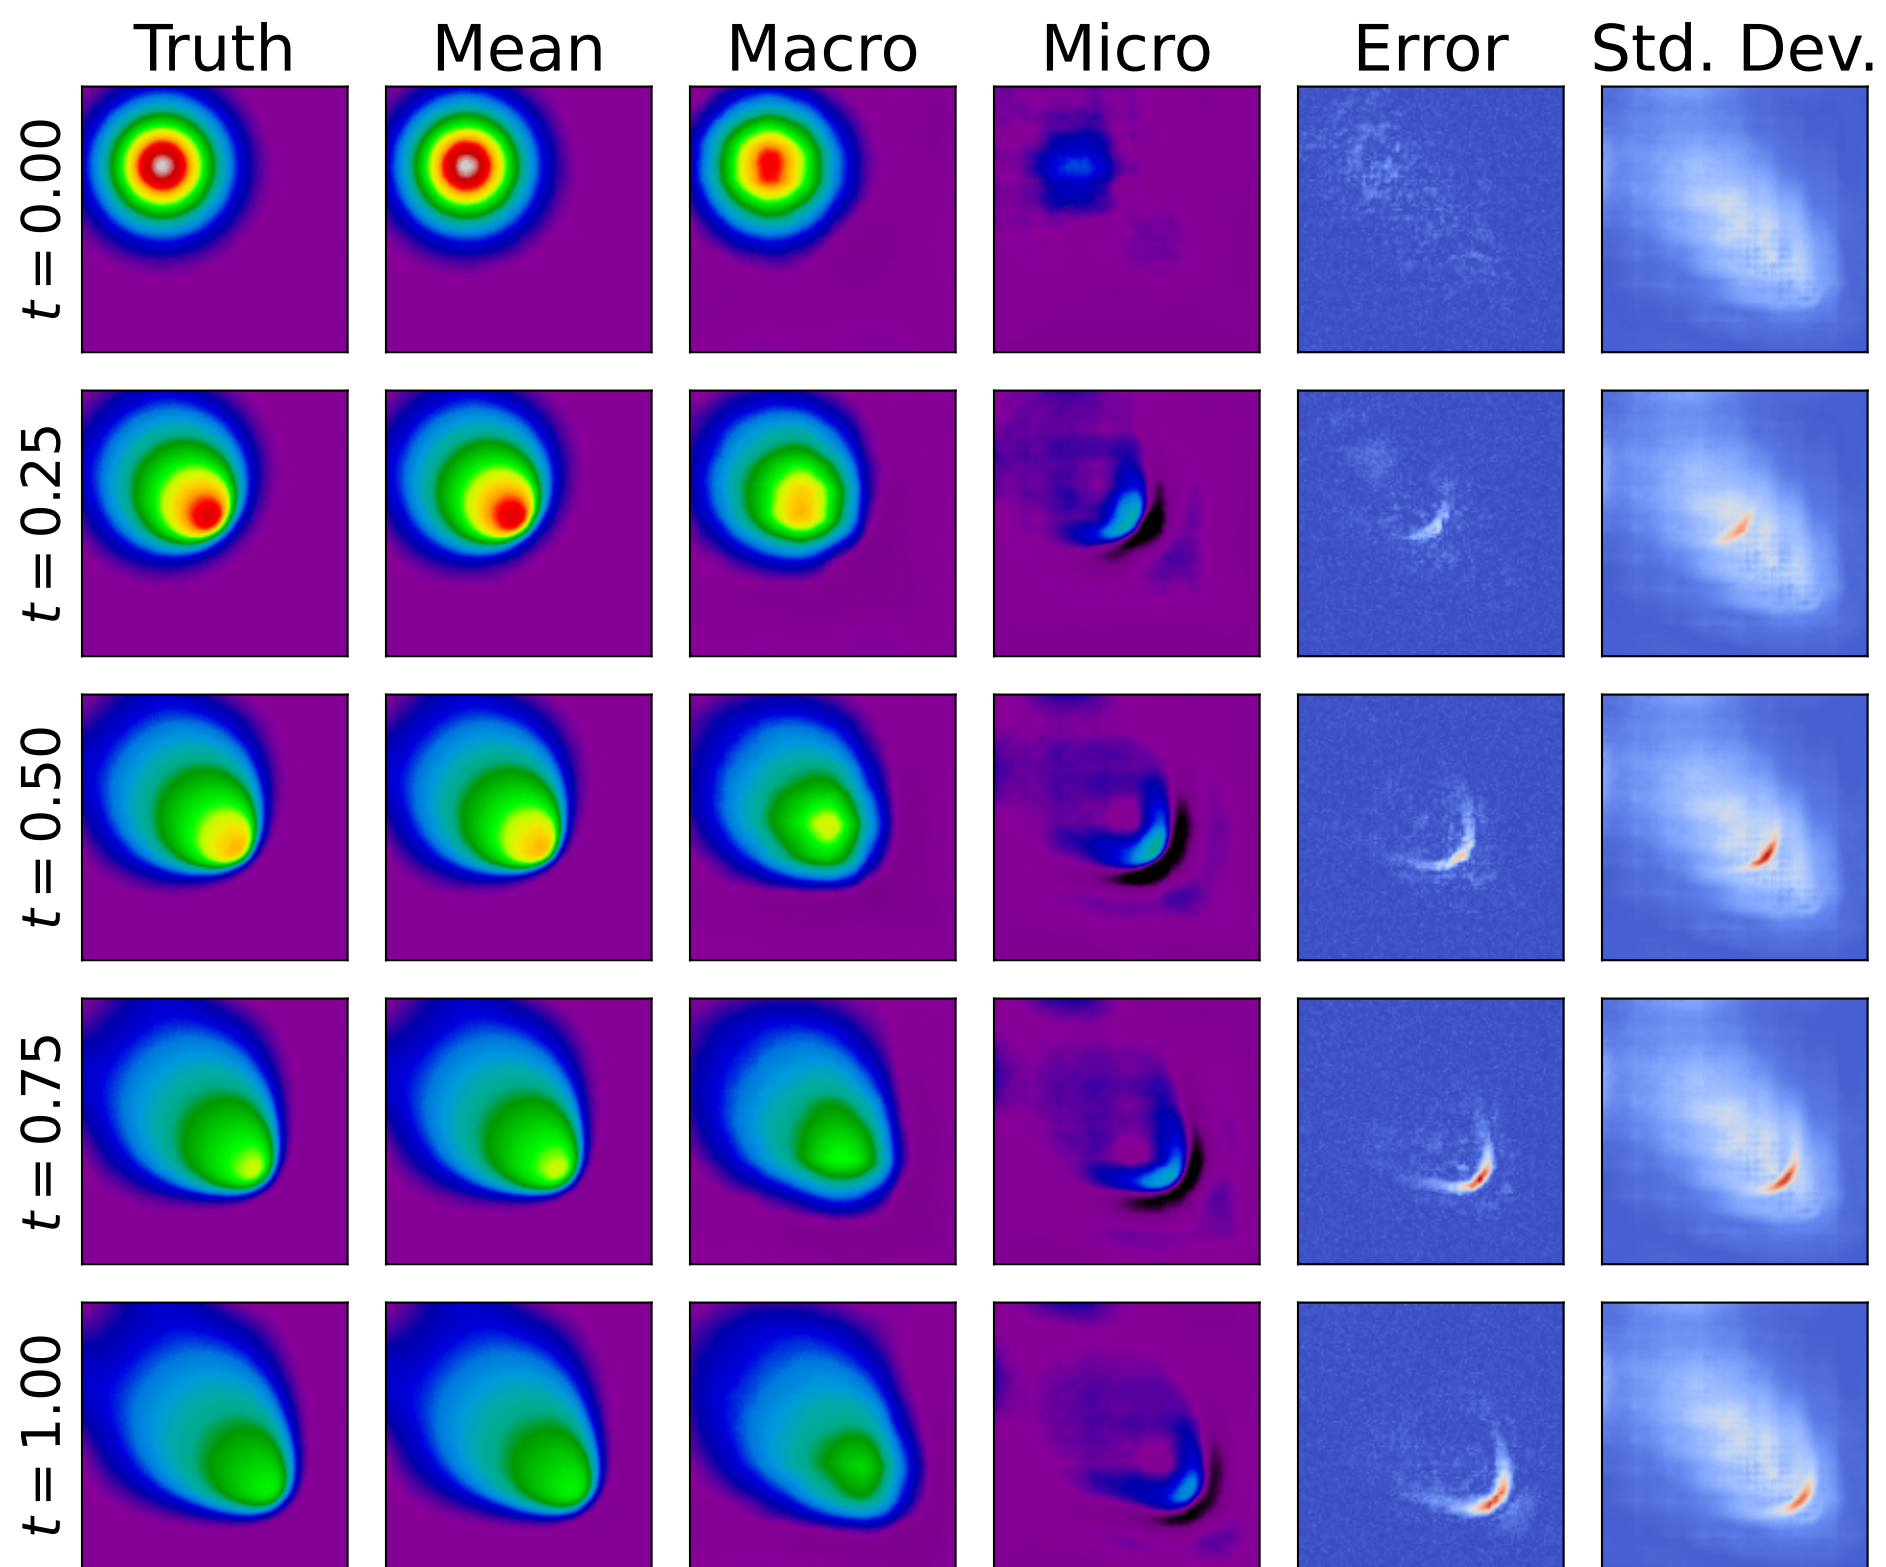 Truth Mean Macro Micro Error Std. Dev.
t = 0.00
t = 0.25
t = 0.50
t = 0.75
t = 1.00